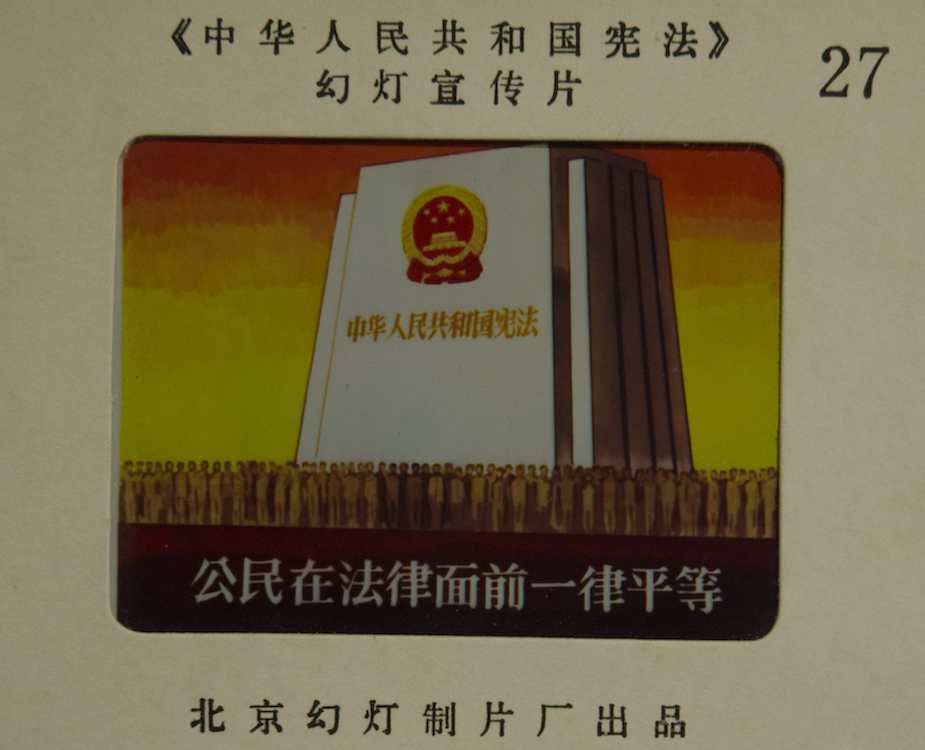 《中华人民共和国宪法》
幻灯宣传片
27
中华人民共和国宪法
公民在法律面前一律平等
北京幻灯制片厂出品